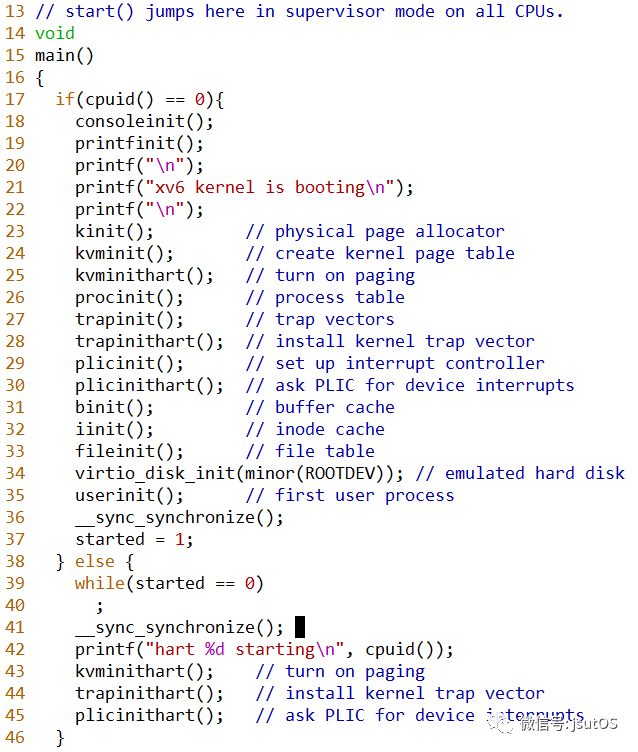 13 // start() jumps here in supervisor mode on all CPUs.
14 void
15 main()
16 {
17   if(cpuid() == 0){
18     consoleinit();
19     printfinit();
20     printf("\n");
21     printf("xv6 kernel is booting\n");
22     printf("\n");
23     kinit();         // physical page allocator
24     kvminit();       // create kernel page table
25     kvminithart();   // turn on paging
26     procinit();      // process table
27     trapinit();      // trap vectors
28     trapinithart();  // install kernel trap vector
29     plicinit();      // set up interrupt controller
30     plicinithart();  // ask PLIC for device interrupts
31     binit();         // buffer cache
32     iinit();         // inode cache
33     fileinit();      // file table
34     virtio_disk_init(minor(ROOTDEV)); // emulated hard disk
35     userinit();      // first user process
36     __sync_synchronize();
37     started = 1;
38   } else {
39     while(started == 0)
40       ;
41     __sync_synchronize();
42     printf("hart %d starting\n", cpuid());
43     kvminithart();    // turn on paging
44     trapinithart();   // install kernel trap vector
45     plicinithart();   // ask PLIC for device interrupts
微信号: jsutOS
46   }